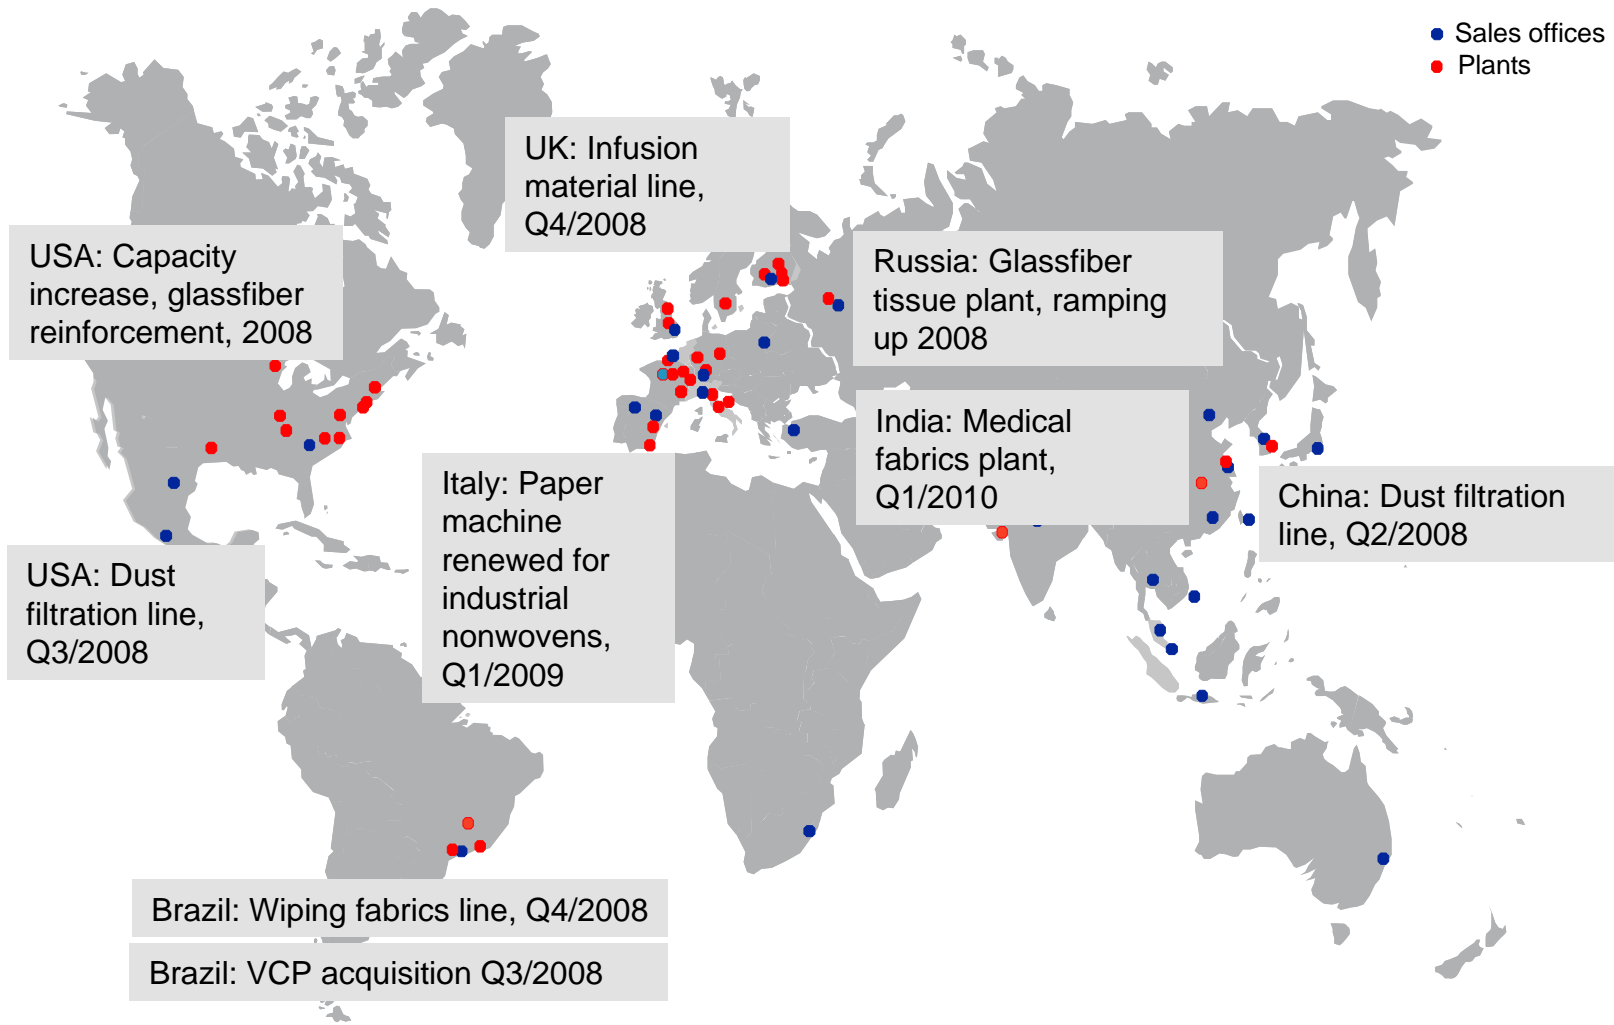 Sales offices
Plants
UK: Infusion
material line,
Q4/2008
USA: Capacity
increase, glassfiber
reinforcement, 2008
Russia: Glassfiber
tissue plant, ramping
up 2008
India: Medical
fabrics plant,
Q1/2010
Italy: Paper
machine
renewed for
industrial
nonwovens,
Q1/2009
China: Dust filtration
line, Q2/2008
USA: Dust
filtration line,
Q3/2008
Brazil: Wiping fabrics line, Q4/2008
Brazil: VCP acquisition Q3/2008